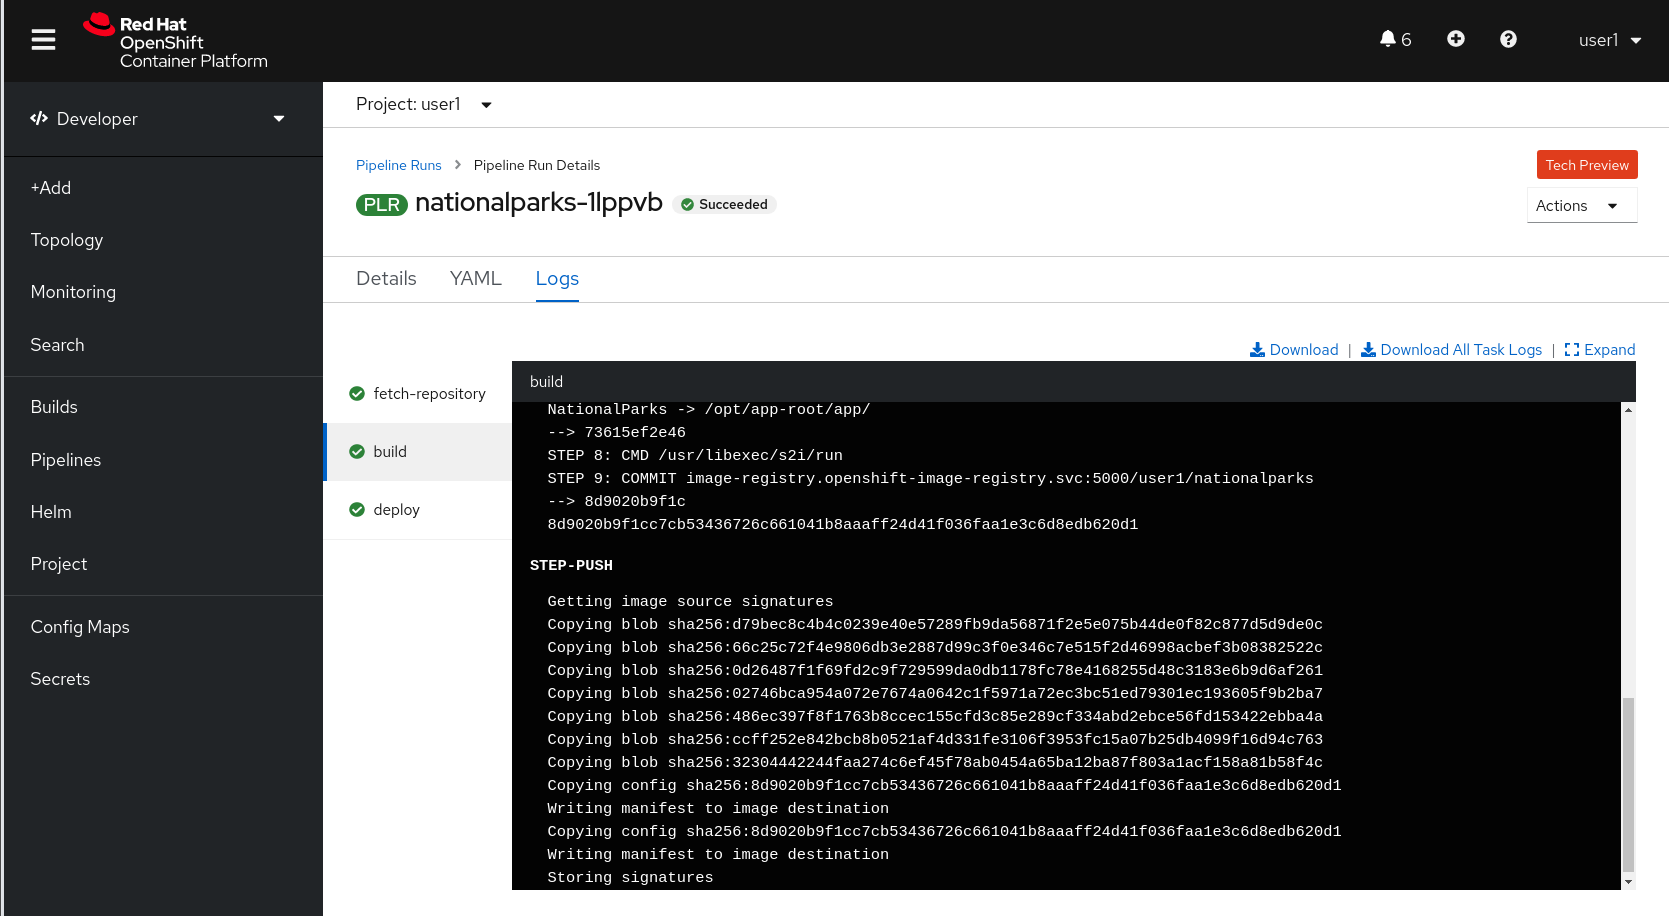 Red Hat
OpenShift
Container Platform
6
user1
Developer
+Add
Topology
Monitoring
Search
Builds
Pipelines
Helm
Project
Config Maps
Secrets
Project: user1
Pipeline Runs > Pipeline Run Details
Tech Preview
PLR nationalparks-1lppvb Succeeded
Actions
Details YAML Logs
Download | Download All Task Logs | Expand
fetch-repository
build
deploy
build
NationalParks -> /opt/app-root/app/
--> 73615ef2e46
STEP 8: CMD /usr/libexec/s2i/run
STEP 9: COMMIT image-registry.openshift-image-registry.svc:5000/user1/nationalparks
--> 8d9020b9f1c
8d9020b9f1cc7cb53436726c661041b8aaaff24d41f036faa1e3c6d8edb620d1
STEP-PUSH
Getting image source signatures
Copying blob sha256:d79bec8c4b4c0239e40e57289fb9da56871f2e5e075b44de0f82c877d5d9de0c
Copying blob sha256:66c25c72f4e9806db3e2887d99c3f0e346c7e515f2d46998acbef3b08382522c
Copying blob sha256:0d26487f1f69fd2c9f729599da0db1178fc78e4168255d48c3183e6b9d6af261
Copying blob sha256:02746bca954a072e7674a0642c1f5971a72ec3bc51ed79301ec193605f9b2ba7
Copying blob sha256:486ec397f8f1763b8ccec155cfd3c85e289cf334abd2ebce56fd153422ebba4a
Copying blob sha256:ccff252e842bcb8b0521af4d331fe3106f3953fc15a07b25db4099f16d94c763
Copying blob sha256:32304442244faa274c6ef45f78ab0454a65ba12ba87f803a1acf158a81b58f4c
Copying config sha256:8d9020b9f1cc7cb53436726c661041b8aaaff24d41f036faa1e3c6d8edb620d1
Writing manifest to image destination
Copying config sha256:8d9020b9f1cc7cb53436726c661041b8aaaff24d41f036faa1e3c6d8edb620d1
Writing manifest to image destination
Storing signatures